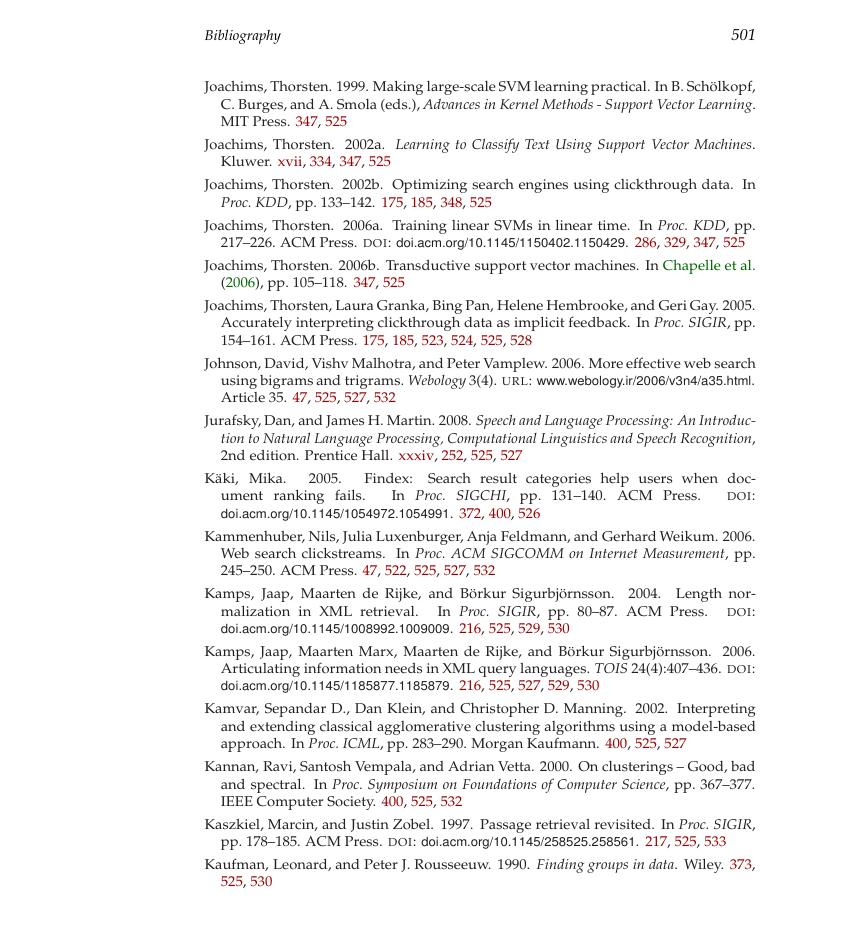 Bibliography 501
Joachims, Thorsten. 1999. Making large-scale SVM learning practical. In B. Schölkopf,
C. Burges, and A. Smola (eds.), Advances in Kernel Methods - Support Vector Learning.
MIT Press. 347, 525
Joachims, Thorsten. 2002a. Learning to Classify Text Using Support Vector Machines.
Kluwer. xvii, 334, 347, 525
Joachims, Thorsten. 2002b. Optimizing search engines using clickthrough data. In
Proc. KDD, pp. 133–142. 175, 185, 348, 525
Joachims, Thorsten. 2006a. Training linear SVMs in linear time. In Proc. KDD, pp.
217–226. ACM Press. DOI: doi.acm.org/10.1145/1150402.1150429. 286, 329, 347, 525
Joachims, Thorsten. 2006b. Transductive support vector machines. In Chapelle et al.
(2006), pp. 105–118. 347, 525
Joachims, Thorsten, Laura Granka, Bing Pan, Helene Hembrooke, and Geri Gay. 2005.
Accurately interpreting clickthrough data as implicit feedback. In Proc. SIGIR, pp.
154–161. ACM Press. 175, 185, 523, 524, 525, 528
Johnson, David, Vishv Malhotra, and Peter Vamplew. 2006. More effective web search
using bigrams and trigrams. Webology 3(4). URL: www.webology.ir/2006/v3n4/a35.html.
Article 35. 47, 525, 527, 532
Jurafsky, Dan, and James H. Martin. 2008. Speech and Language Processing: An Introduc-
tion to Natural Language Processing, Computational Linguistics and Speech Recognition,
2nd edition. Prentice Hall. xxxiv, 252, 525, 527
Käki, Mika. 2005. Findex: Search result categories help users when doc-
ument ranking fails. In Proc. SIGCHI, pp. 131–140. ACM Press. DOI:
doi.acm.org/10.1145/1054972.1054991. 372, 400, 526
Kammenhuber, Nils, Julia Luxenburger, Anja Feldmann, and Gerhard Weikum. 2006.
Web search clickstreams. In Proc. ACM SIGCOMM on Internet Measurement, pp.
245–250. ACM Press. 47, 522, 525, 527, 532
Kamps, Jaap, Maarten de Rijke, and Börkur Sigurbjörnsson. 2004. Length nor-
malization in XML retrieval. In Proc. SIGIR, pp. 80–87. ACM Press. DOI:
doi.acm.org/10.1145/1008992.1009009. 216, 525, 529, 530
Kamps, Jaap, Maarten Marx, Maarten de Rijke, and Börkur Sigurbjörnsson. 2006.
Articulating information needs in XML query languages. TOIS 24(4):407–436. DOI:
doi.acm.org/10.1145/1185877.1185879. 216, 525, 527, 529, 530
Kamvar, Sepandar D., Dan Klein, and Christopher D. Manning. 2002. Interpreting
and extending classical agglomerative clustering algorithms using a model-based
approach. In Proc. ICML, pp. 283–290. Morgan Kaufmann. 400, 525, 527
Kannan, Ravi, Santosh Vempala, and Adrian Vetta. 2000. On clusterings – Good, bad
and spectral. In Proc. Symposium on Foundations of Computer Science, pp. 367–377.
IEEE Computer Society. 400, 525, 532
Kaszkiel, Marcin, and Justin Zobel. 1997. Passage retrieval revisited. In Proc. SIGIR,
pp. 178–185. ACM Press. DOI: doi.acm.org/10.1145/258525.258561. 217, 525, 533
Kaufman, Leonard, and Peter J. Rousseeuw. 1990. Finding groups in data. Wiley. 373,
525, 530